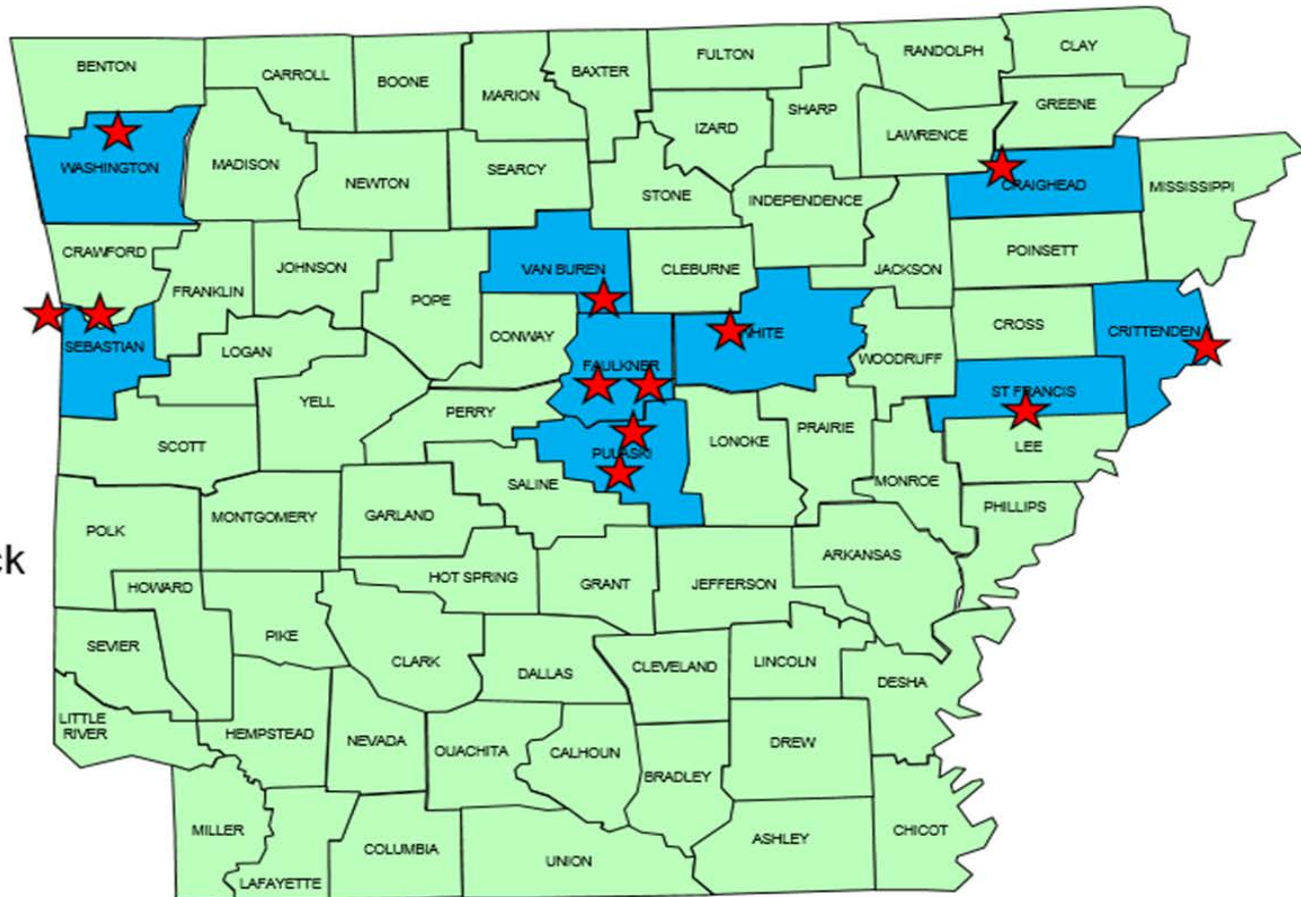 BENTON
CARROLL
BOONE
MARION
BAXTER
FULTON
RANDOLPH
CLAY
SHARP
GREENE
IZARD
LAWRENCE
WASHINGTON
MADISON
NEWTON
SEARCY
STONE
INDEPENDENCE
CRAIGHEAD
MISSISSIPPI
CRAWFORD
FRANKLIN
JOHNSON
POPE
VAN BUREN
CLEBURNE
JACKSON
POINSETT
SEBASTIAN
LOGAN
CONWAY
FAULKNER
WHITE
WOODRUFF
CROSS
CRITTENDEN
ST FRANCIS
SCOTT
YELL
PERRY
PULASKI
LONOKE
PRAIRIE
LEE
SALINE
MONROE
PHILLIPS
POLK
MONTGOMERY
GARLAND
ck
HOWARD
HOT SPRING
GRANT
JEFFERSON
ARKANSAS
SEVIER
PIKE
CLARK
DALLAS
CLEVELAND
LINCOLN
DESHA
LITTLE
RIVER
HEMPSTEAD
NEVADA
OUACHITA
CALHOUN
BRADLEY
DREW
MILLER
LAFAYETTE
COLUMBIA
UNION
ASHLEY
CHICOT